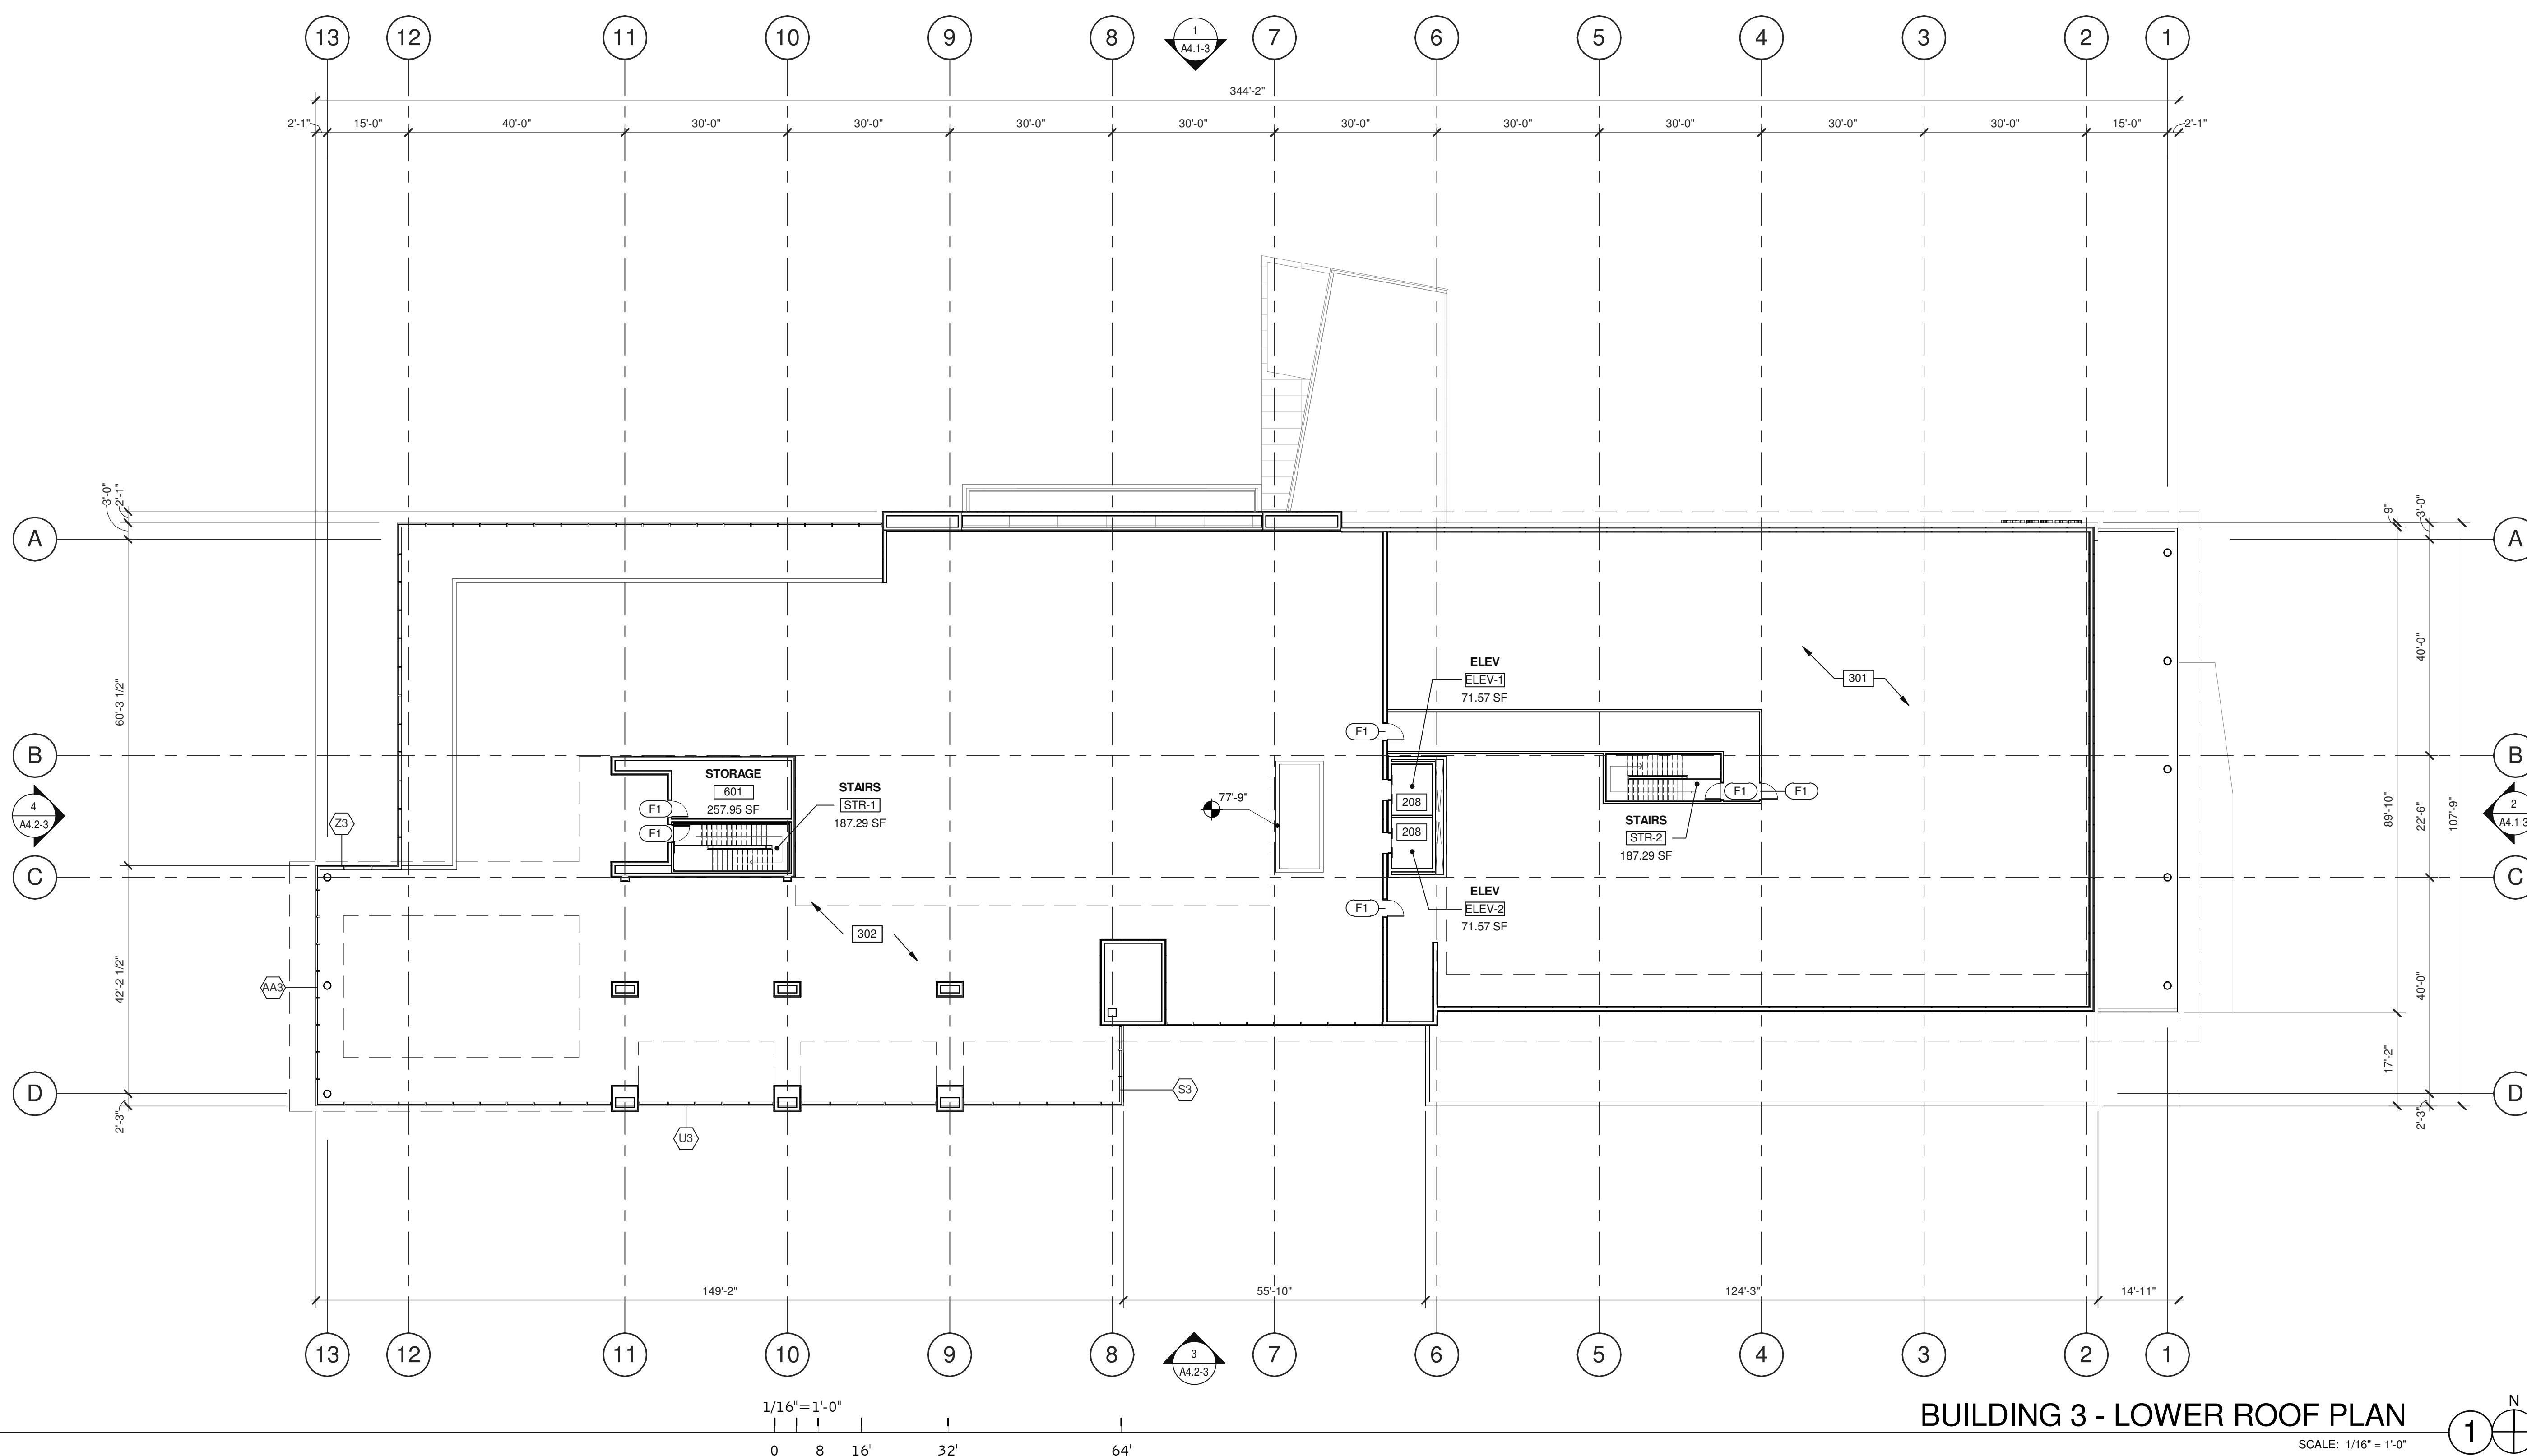 13 12 11 10 9 8 7 6 5 4 3 2 1
1
A4.1-3
344'-2"
2'-1" 15'-0" 40'-0" 30'-0" 30'-0" 30'-0" 30'-0" 30'-0" 30'-0" 30'-0" 30'-0" 30'-0" 15'-0" 2'-1"
3'-0" 2'-1" 9" 3'-0"
A A
40'-0"
60'-3 1/2"
ELEV
ELEV-1
71.57 SF
301
F1
B B
STORAGE
601
257.95 SF
F1
F1
STAIRS
STR-1
187.29 SF
77'-9"
208
208
F1 F1
STAIRS
STR-2
187.29 SF
4
A4.2-3
Z3
89'-10" 22'-6" 107'-9"
2
A4.1-3
C C
ELEV
ELEV-2
71.57 SF
F1
302
AA3
42'-2 1/2"
40'-0"
17'-2"
S3
D D
2'-3" 2'-3"
U3
149'-2" 55'-10" 124'-3" 14'-11"
13 12 11 10 9 8 7 6 5 4 3 2 1
3
A4.2-3
1/16"=1'-0"
0 8 16' 32' 64'
BUILDING 3 - LOWER ROOF PLAN
SCALE: 1/16" = 1'-0"
1
N